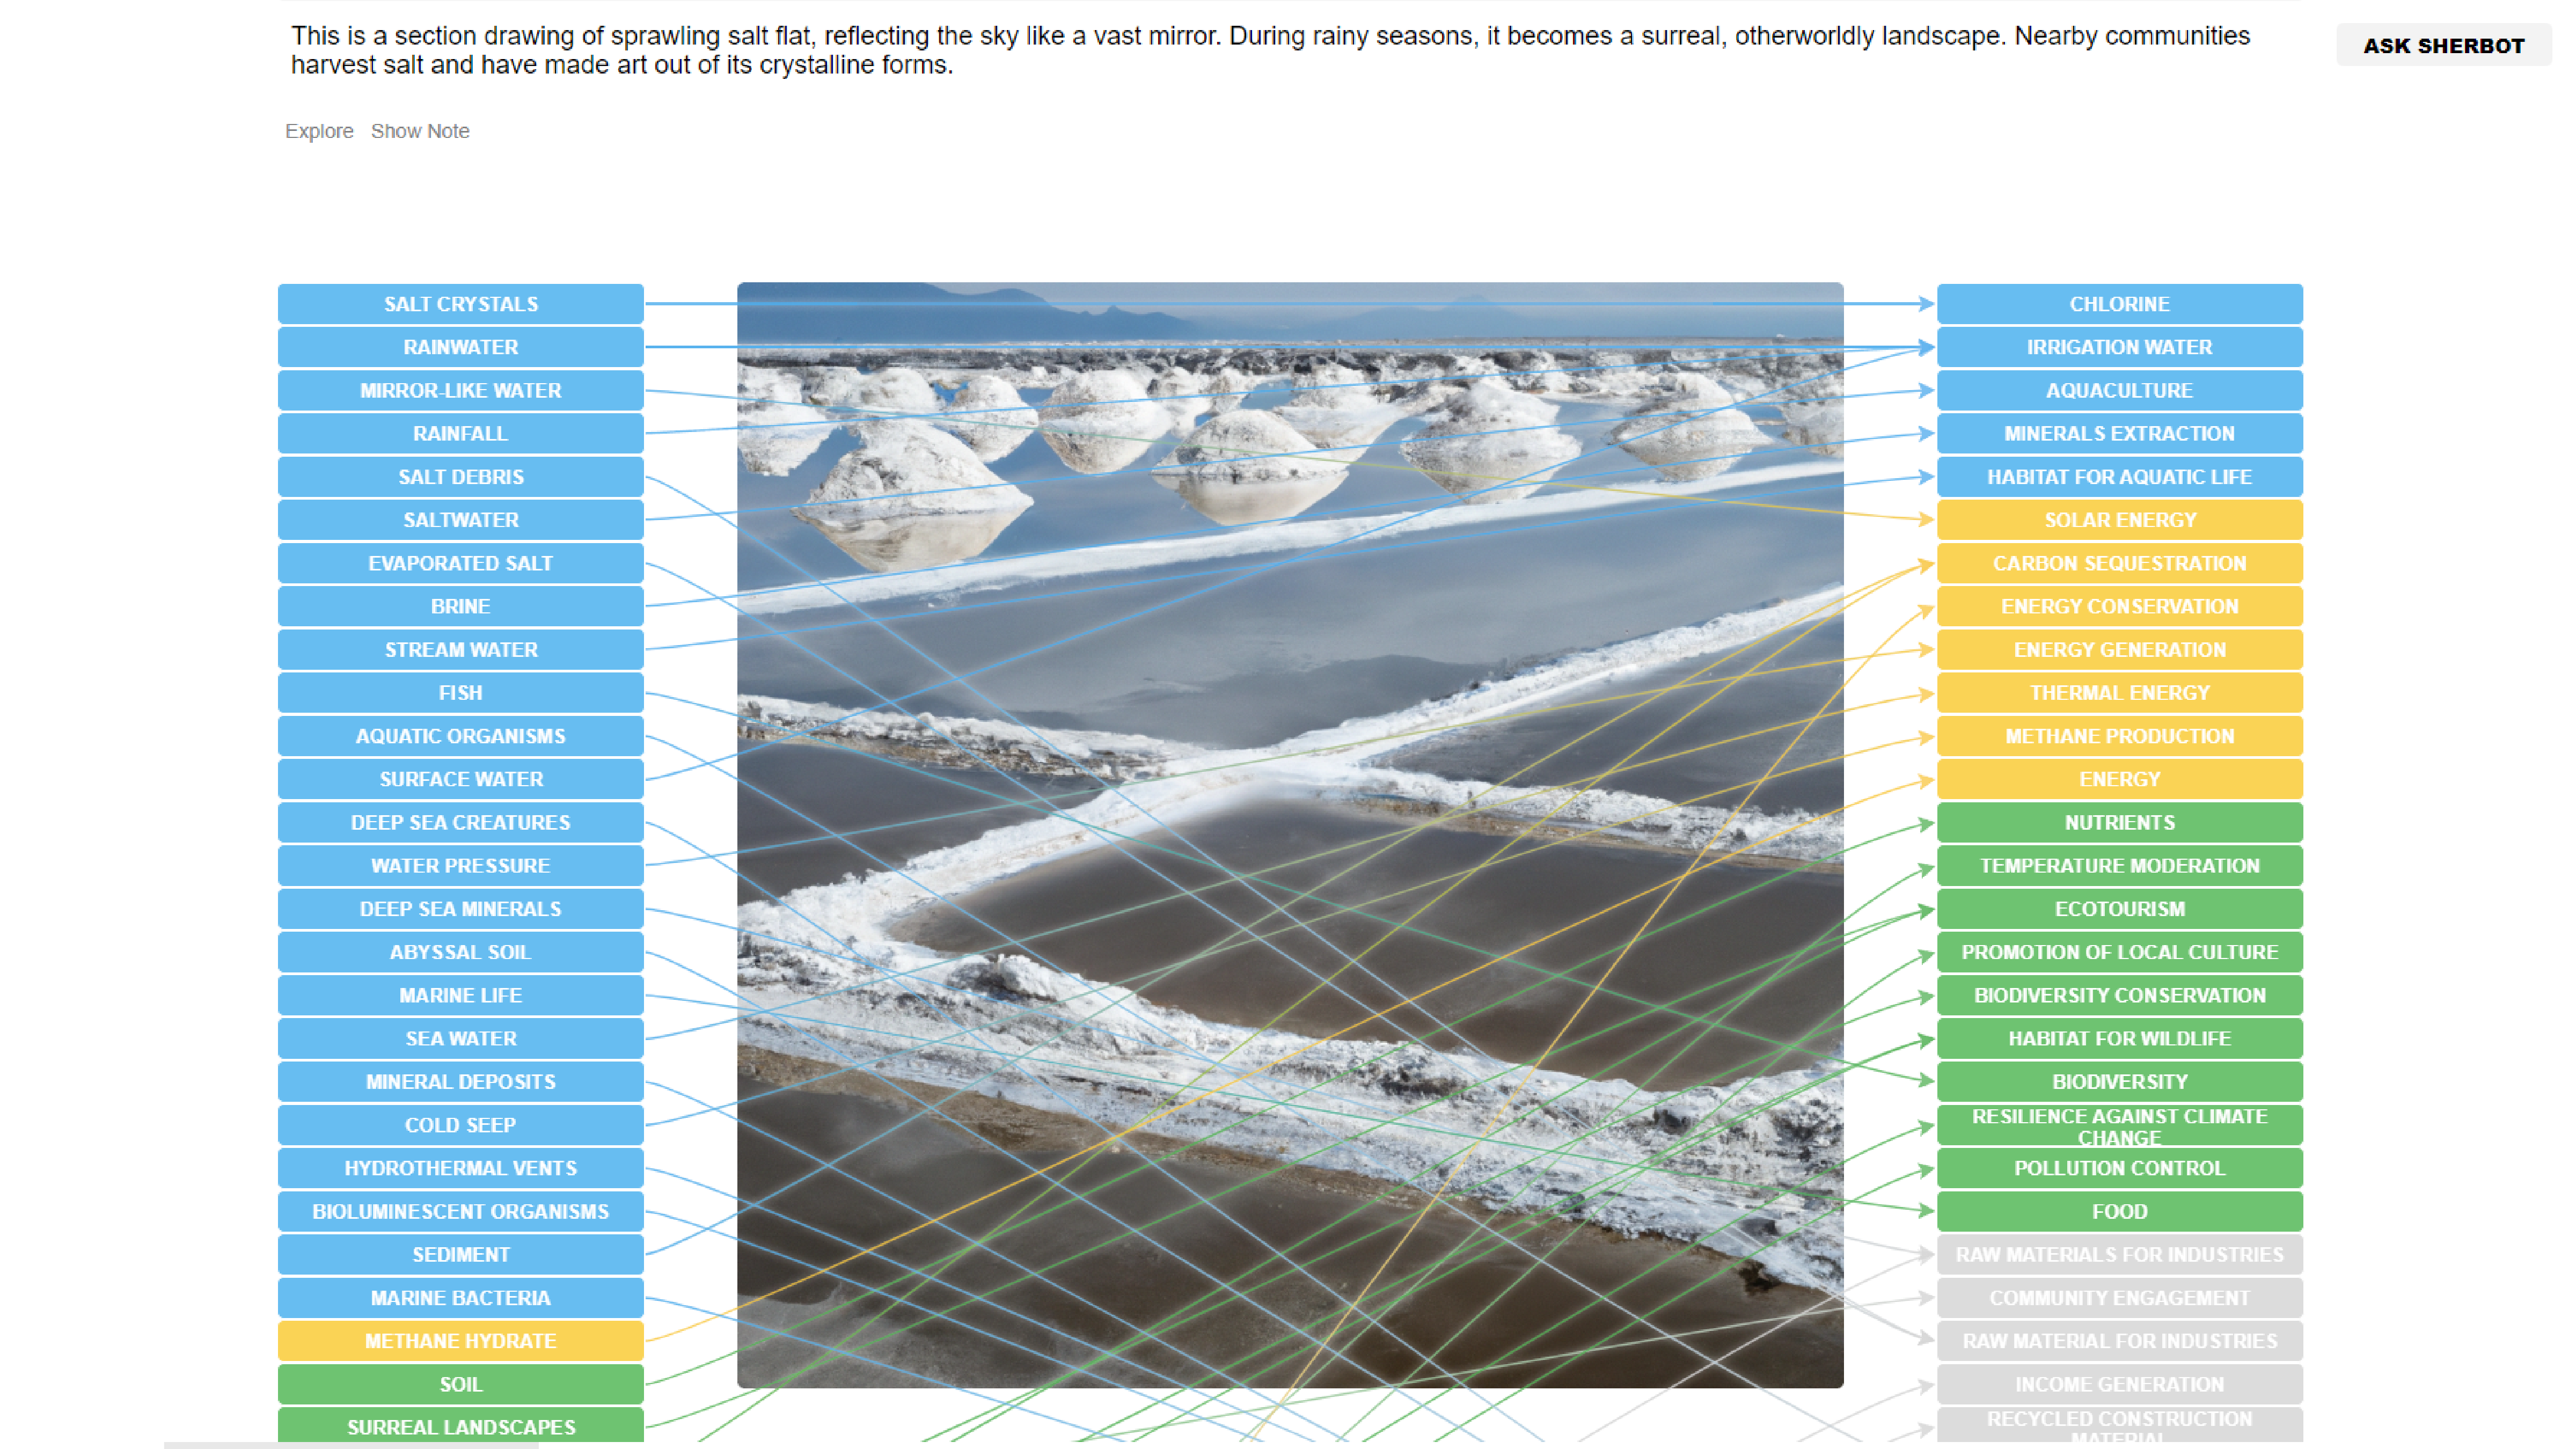 This is a section drawing of sprawling salt flat, reflecting the sky like a vast mirror. During rainy seasons, it becomes a surreal, otherworldly landscape. Nearby communities
harvest salt and have made art out of its crystalline forms.
ASK SHERBOT
Explore Show Note
SALT CRYSTALS
RAINWATER
MIRROR-LIKE WATER
RAINFALL
SALT DEBRIS
SALTWATER
EVAPORATED SALT
BRINE
STREAM WATER
FISH
AQUATIC ORGANISMS
SURFACE WATER
DEEP SEA CREATURES
WATER PRESSURE
DEEP SEA MINERALS
ABYSSAL SOIL
MARINE LIFE
SEA WATER
MINERAL DEPOSITS
COLD SEEP
HYDROTHERMAL VENTS
BIOLUMINESCENT ORGANISMS
SEDIMENT
MARINE BACTERIA
METHANE HYDRATE
SOIL
SURREAL LANDSCAPES
CHLORINE
IRRIGATION WATER
AQUACULTURE
MINERALS EXTRACTION
HABITAT FOR AQUATIC LIFE
SOLAR ENERGY
CARBON SEQUESTRATION
ENERGY CONSERVATION
ENERGY GENERATION
THERMAL ENERGY
METHANE PRODUCTION
ENERGY
NUTRIENTS
TEMPERATURE MODERATION
ECOTOURISM
PROMOTION OF LOCAL CULTURE
BIODIVERSITY CONSERVATION
HABITAT FOR WILDLIFE
BIODIVERSITY
RESILIENCE AGAINST CLIMATE
CHANGE
POLLUTION CONTROL
FOOD
RAW MATERIALS FOR INDUSTRIES
COMMUNITY ENGAGEMENT
RAW MATERIAL FOR INDUSTRIES
INCOME GENERATION
RECYCLED CONSTRUCTION
MATERIAL